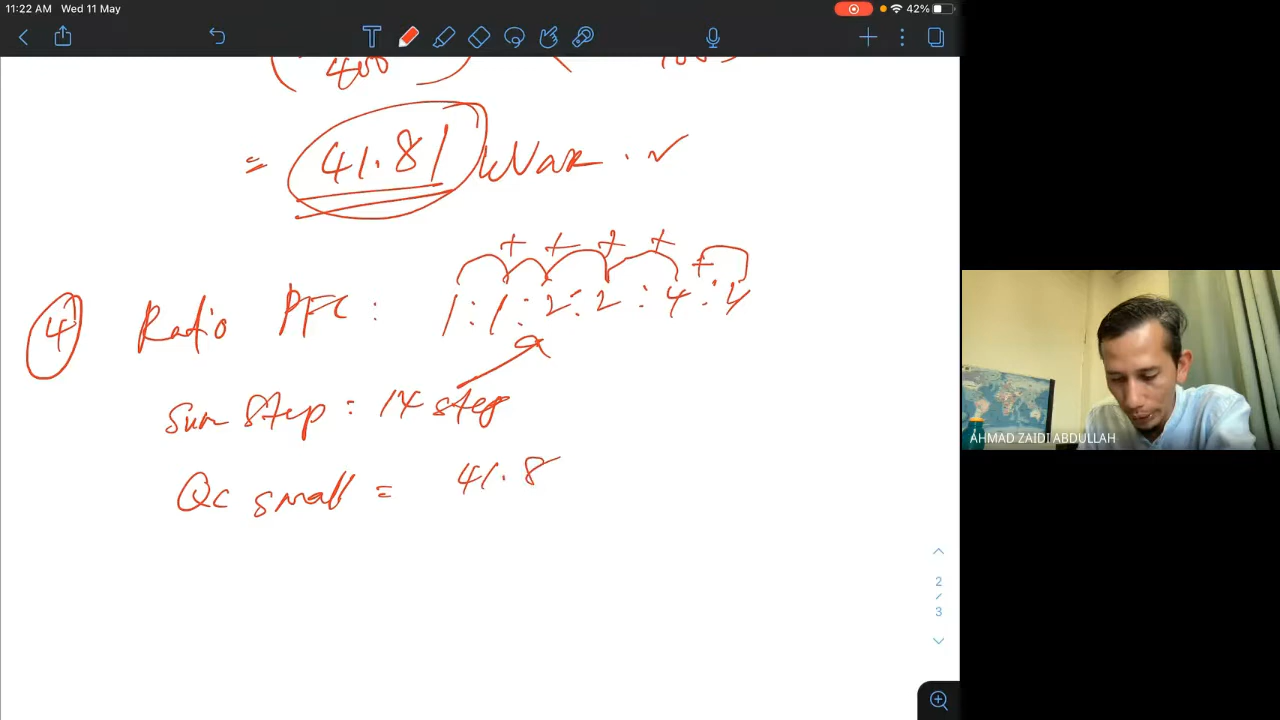 11:22 AM Wed 11 May
42%
T
400
= 41.81 kVar.
4 Ratio PFC : 1 : 1 : 2 : 2 : 4 : 4
+ + + + +
Sum Step : 14 step
Qc small = 41.8
AHMAD ZAIDI ABDULLAH
2
/
3